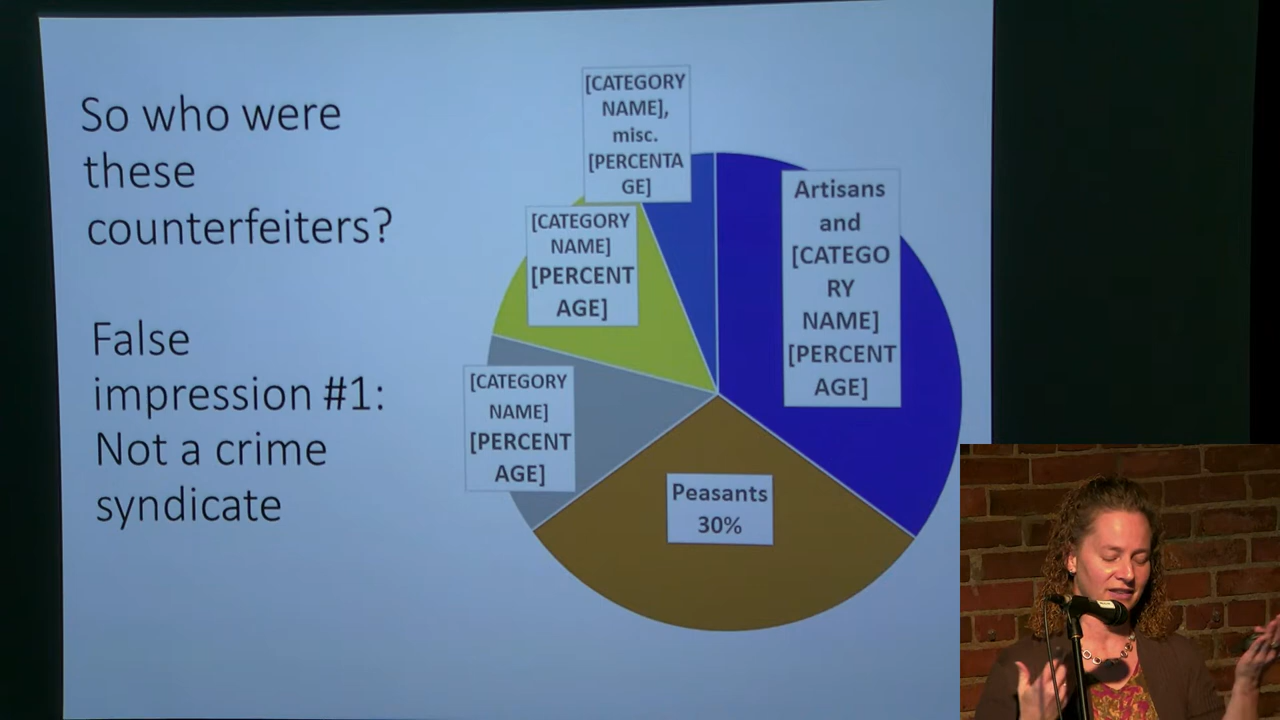 So who were
these
counterfeiters?
False
impression #1:
Not a crime
syndicate
[CATEGORY
NAME],
misc.
[PERCENTA
GE]
[CATEGORY
NAME]
[PERCENT
AGE]
[CATEGORY
NAME]
[PERCENT
AGE]
Artisans
and
[CATEGO
RY
NAME]
[PERCENT
AGE]
Peasants
30%